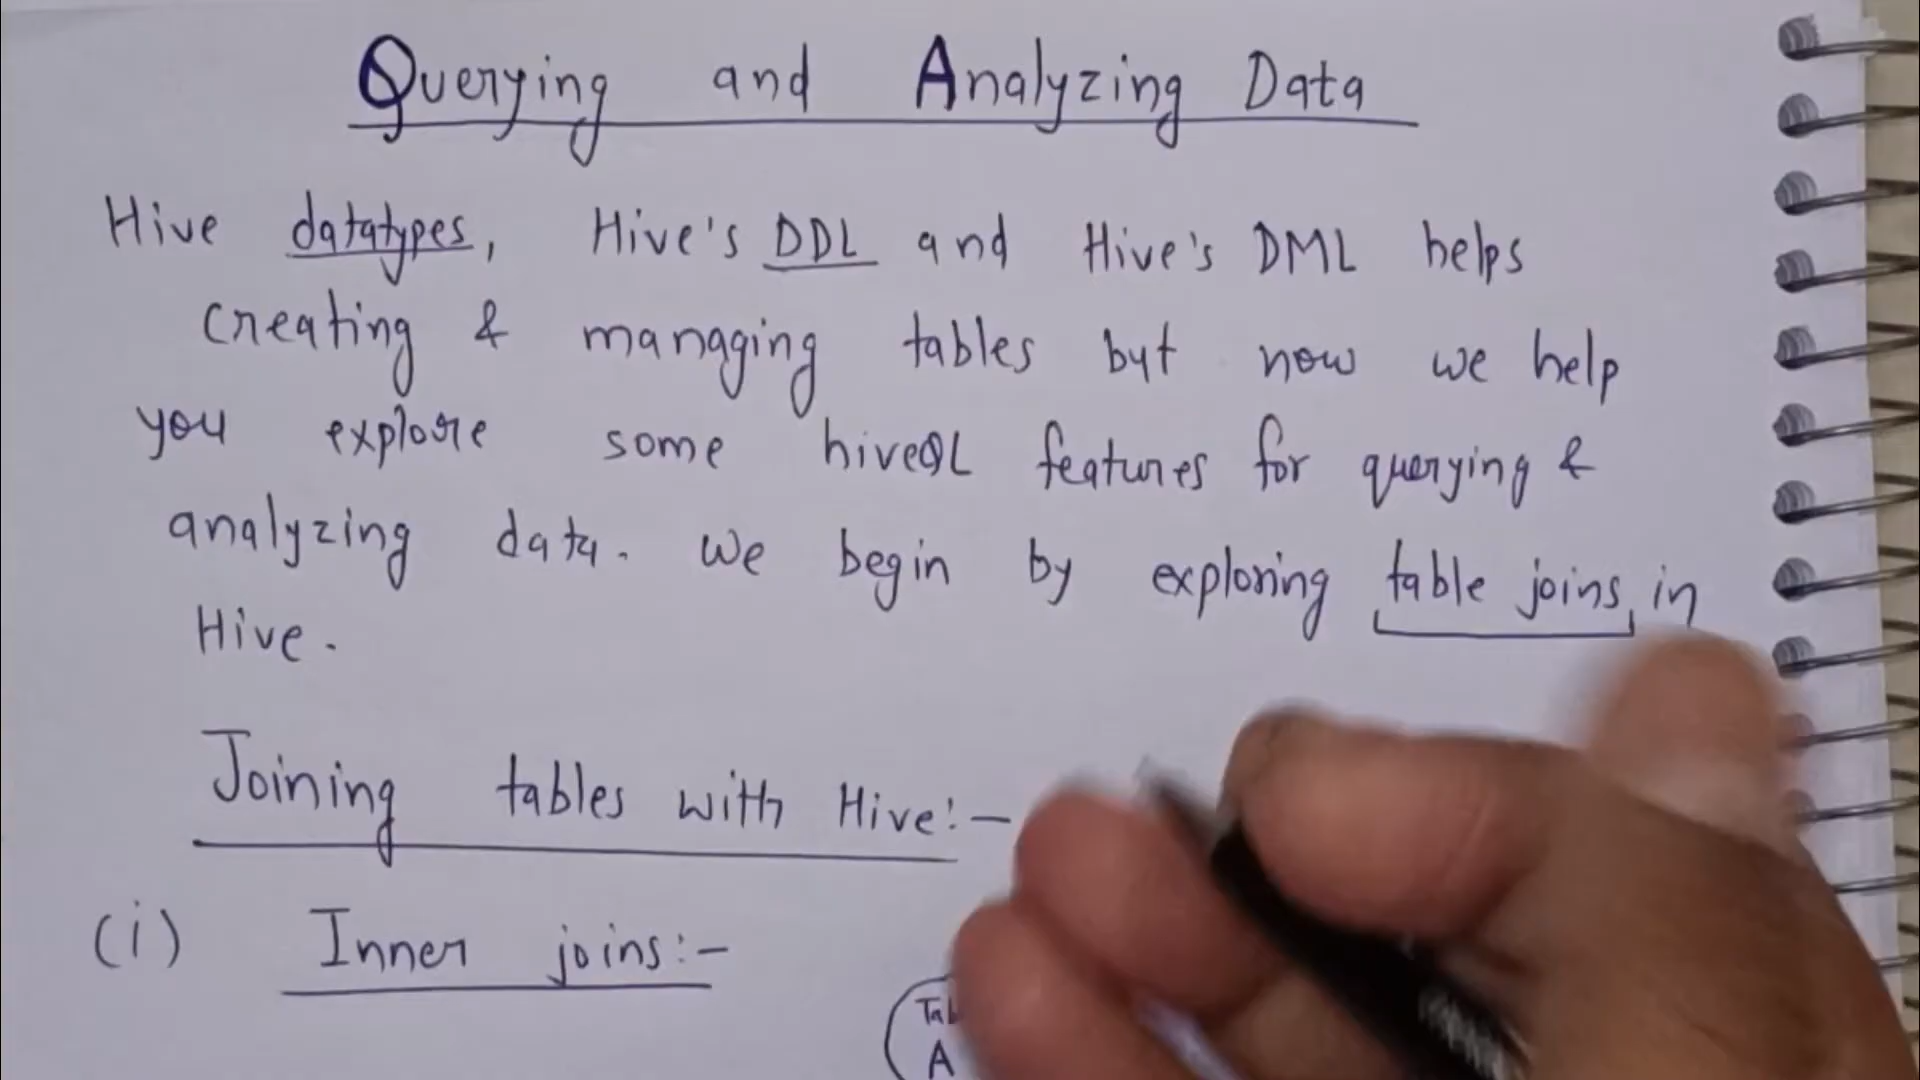 Querying and Analyzing Data
Hive datatypes, Hive's DDL and Hive's DML helps
creating & managing tables but now we help
you explore some hiveQL features for querying &
analyzing data. We begin by exploring table joins in
Hive.
Joining tables with Hive:-
(i) Inner joins:-
A